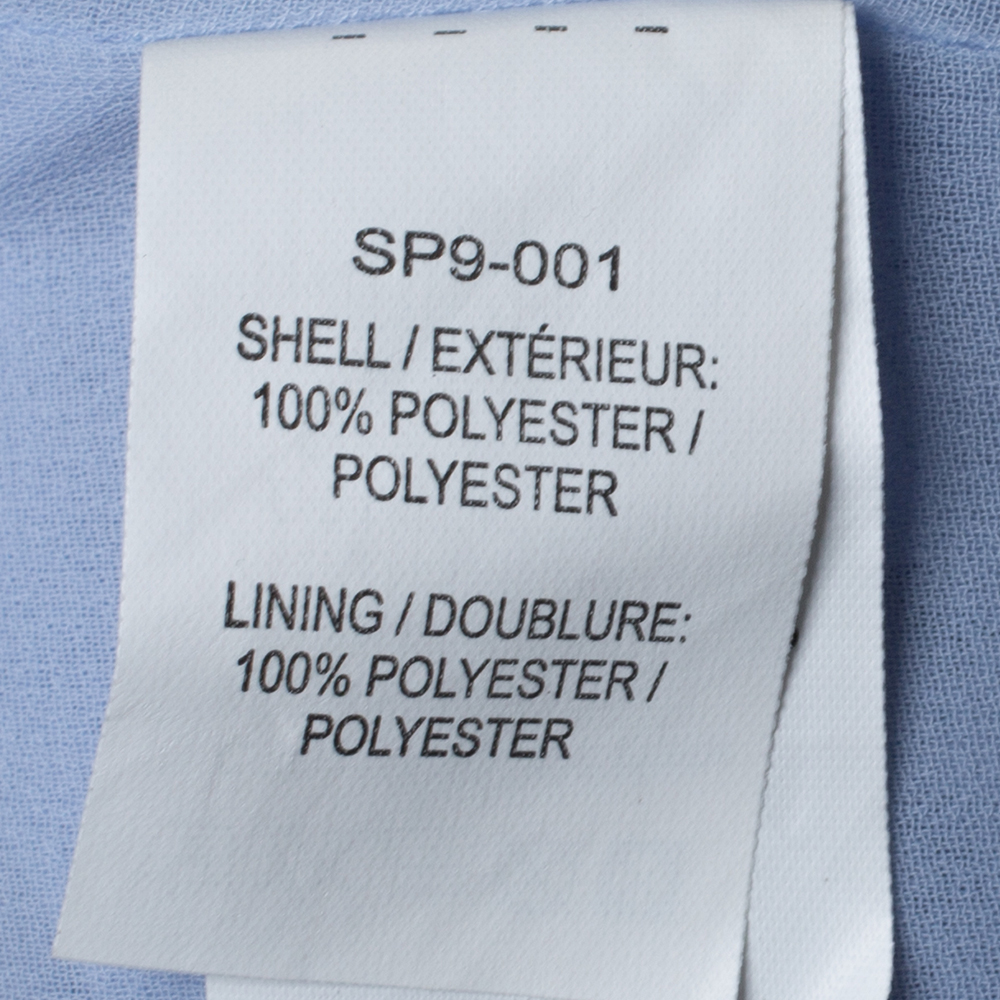 SP9-001
SHELL / EXTÉRIEUR:
100% POLYESTER /
POLYESTER
LINING / DOUBLURE:
100% POLYESTER /
POLYESTER